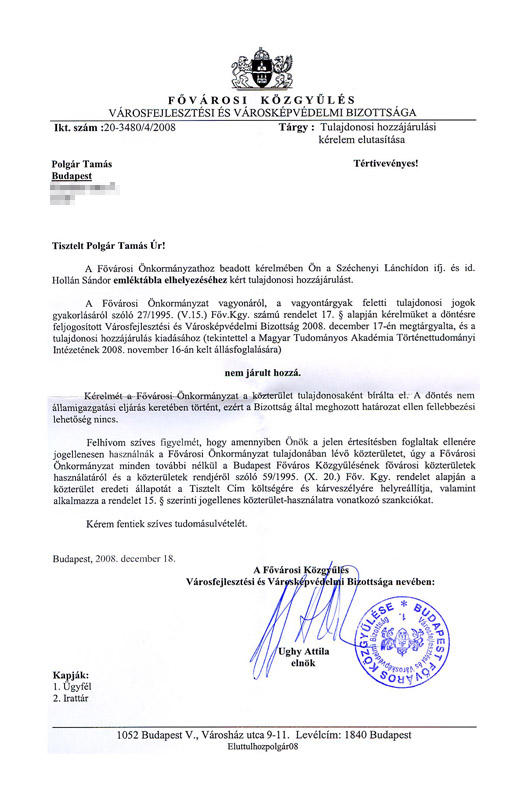 FŐVÁROSI KÖZGYŰLÉS
VÁROSFEJLESZTÉSI ÉS VÁROSKÉPVÉDELMI BIZOTTSÁGA
Ikt. szám :20-3480/4/2008
Tárgy : Tulajdonosi hozzájárulási
kérelem elutasítása
Polgár Tamás
Budapest
Tértivevényes!
Tisztelt Polgár Tamás Úr!
A Fővárosi Önkormányzathoz beadott kérelmében Ön a Széchenyi Lánchídon ifj. és id.
Hollán Sándor emléktábla elhelyezéséhez kért tulajdonosi hozzájárulást.
A Fővárosi Önkormányzat vagyonáról, a vagyontárgyak feletti tulajdonosi jogok
gyakorlásáról szóló 27/1995. (V.15.) Főv.Kgy. számú rendelet 17. § alapján kérelmüket a döntésre
feljogosított Városfejlesztési és Városképvédelmi Bizottság 2008. december 17-én megtárgyalta, és a
tulajdonosi hozzájárulás kiadásához (tekintettel a Magyar Tudományos Akadémia Történettudományi
Intézetének 2008. november 16-án kelt állásfoglalására)
nem járult hozzá.
Kérelmét a Fővárosi Önkormányzat a közterület tulajdonosaként bírálta el. A döntés nem
államigazgatási eljárás keretében történt, ezért a Bizottság által meghozott határozat ellen fellebbezési
lehetőség nincs.
Felhívom szíves figyelmét, hogy amennyiben Önök a jelen értesítésben foglaltak ellenére
jogellenesen használnák a Fővárosi Önkormányzat tulajdonában lévő közterületet, úgy a Fővárosi
Önkormányzat minden további nélkül a Budapest Főváros Közgyűlésének fővárosi közterületek
használatáról és a közterületek rendjéről szóló 59/1995. (X. 20.) Főv. Kgy. rendelet alapján a
közterület eredeti állapotát a Tisztelt Cím költségére és kárveszélyére helyreállítja, valamint
alkalmazza a rendelet 15. § szerinti jogellenes közterület-használatra vonatkozó szankciókat.
Kérem fentiek szíves tudomásulvételét.
Budapest, 2008. december 18.
A Fővárosi Közgyűlés
Városfejlesztési és Városképvédelmi Bizottsága nevében:
Ughy Attila
elnök
BUDAPEST FŐVÁROS KÖZGYŰLÉSE *
Városfejlesztési és Városképvédelmi Bizottság
1.
Kapják:
1. Ügyfél
2. Irattár
1052 Budapest V., Városház utca 9-11. Levélcím: 1840 Budapest
Eluttulhozpolgár08